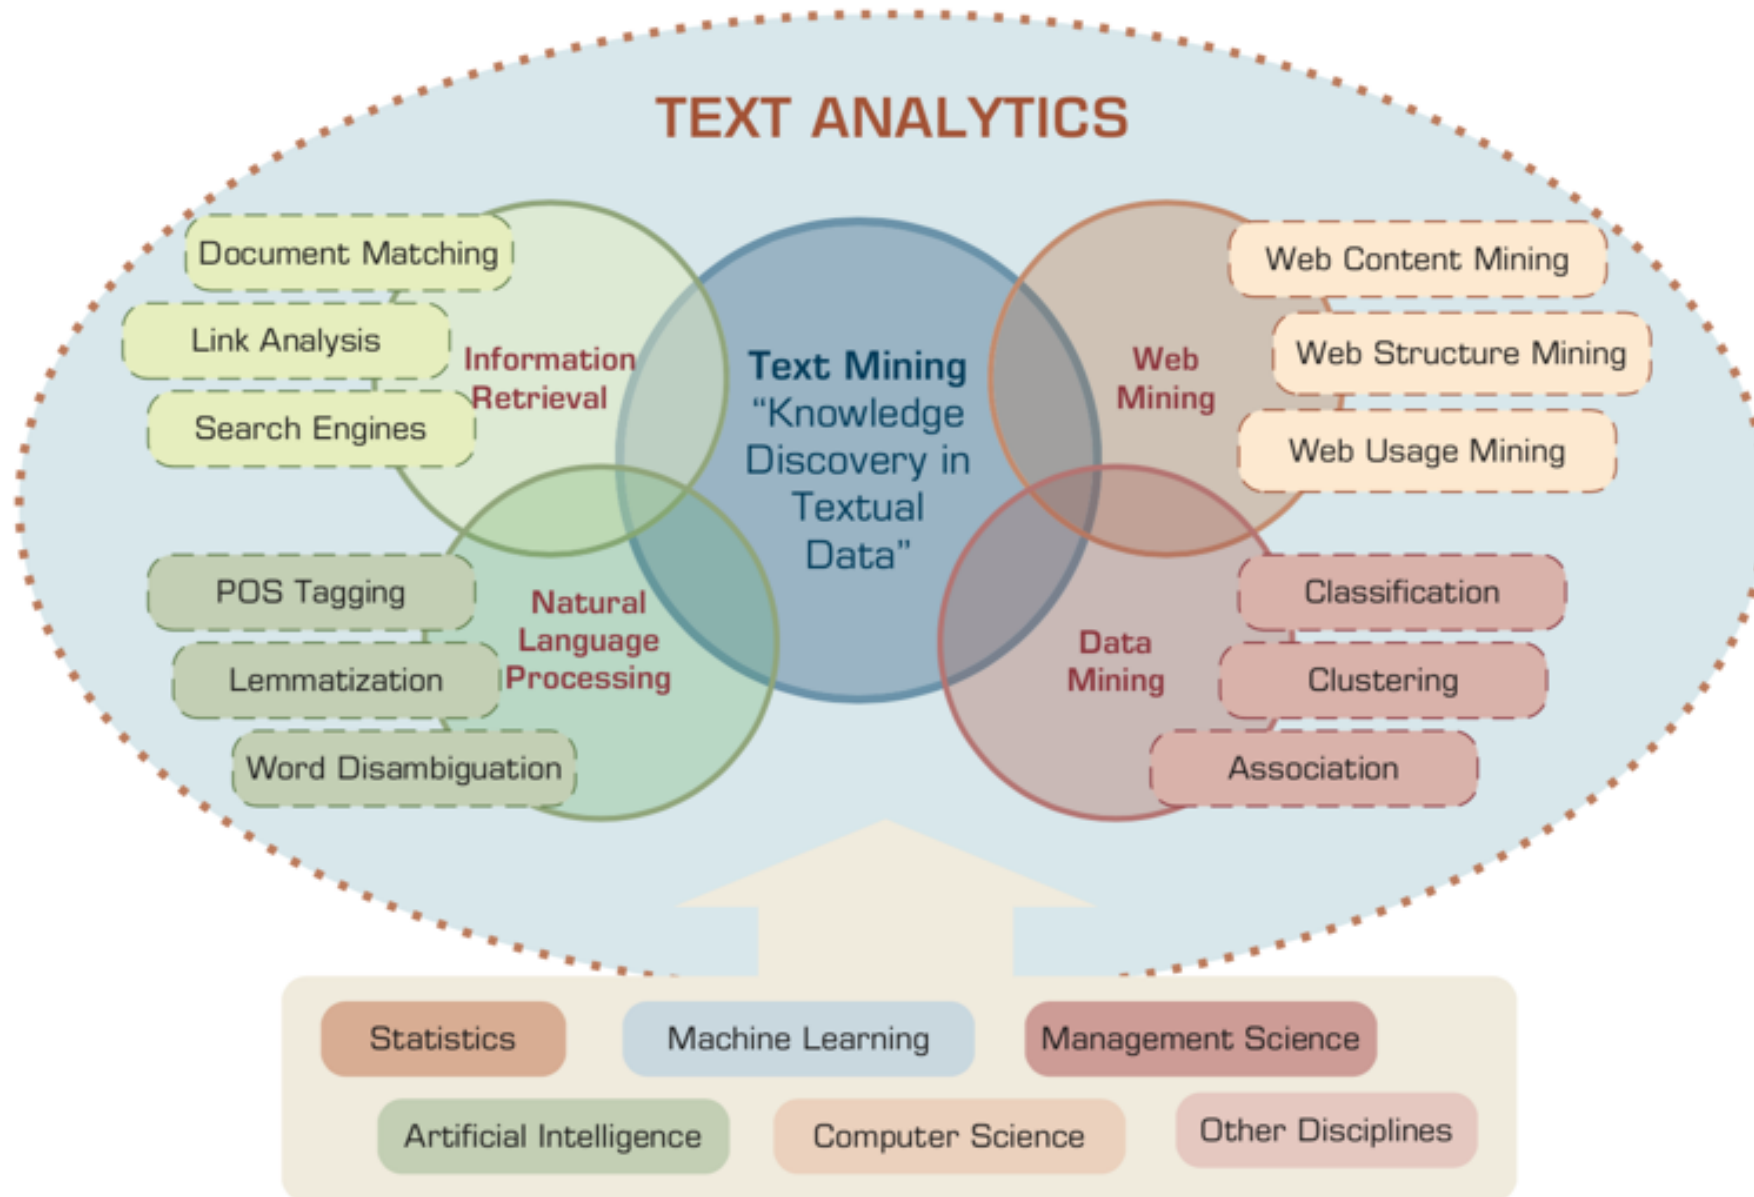 TEXT ANALYTICS
Document Matching
Link Analysis
Search Engines
Information
Retrieval
Text Mining
“Knowledge
Discovery in
Textual
Data”
Web
Mining
Web Content Mining
Web Structure Mining
Web Usage Mining
POS Tagging
Lemmatization
Word Disambiguation
Natural
Language
Processing
Data
Mining
Classification
Clustering
Association
Statistics
Machine Learning
Management Science
Artificial Intelligence
Computer Science
Other Disciplines